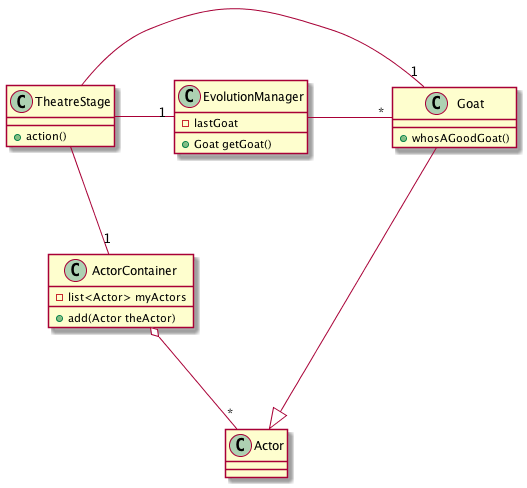 1
C TheatreStage
action()
1
C EvolutionManager
lastGoat
Goat getGoat()
*
C Goat
whosAGoodGoat()
1
C ActorContainer
list<Actor> myActors
add(Actor theActor)
*
C Actor